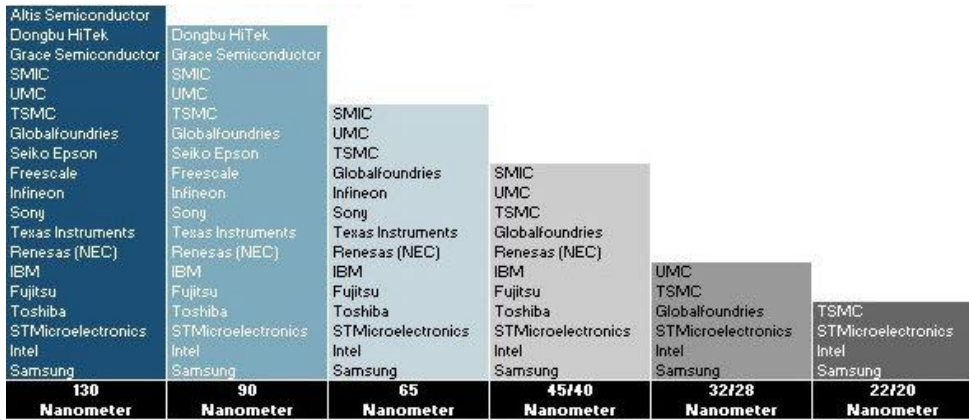 Altis Semiconductor
Dongbu HiTek
Grace Semiconductor
SMIC
UMC
TSMC
Globalfoundries
Seiko Epson
Freescale
Infineon
Sony
Texas Instruments
Renesas (NEC)
IBM
Fujitsu
Toshiba
STMicroelectronics
Intel
Samsung
130
Nanometer
Dongbu HiTek
Grace Semiconductor
SMIC
UMC
TSMC
Globalfoundries
Seiko Epson
Freescale
Infineon
Sony
Texas Instruments
Renesas (NEC)
IBM
Fujitsu
Toshiba
STMicroelectronics
Intel
Samsung
90
Nanometer
SMIC
UMC
TSMC
Globalfoundries
Infineon
Sony
Texas Instruments
Renesas (NEC)
IBM
Fujitsu
Toshiba
STMicroelectronics
Intel
Samsung
65
Nanometer
SMIC
UMC
TSMC
Globalfoundries
Renesas (NEC)
IBM
Fujitsu
Toshiba
STMicroelectronics
Intel
Samsung
45/40
Nanometer
UMC
TSMC
Globalfoundries
STMicroelectronics
Intel
Samsung
32/28
Nanometer
TSMC
STMicroelectronics
Intel
Samsung
22/20
Nanometer